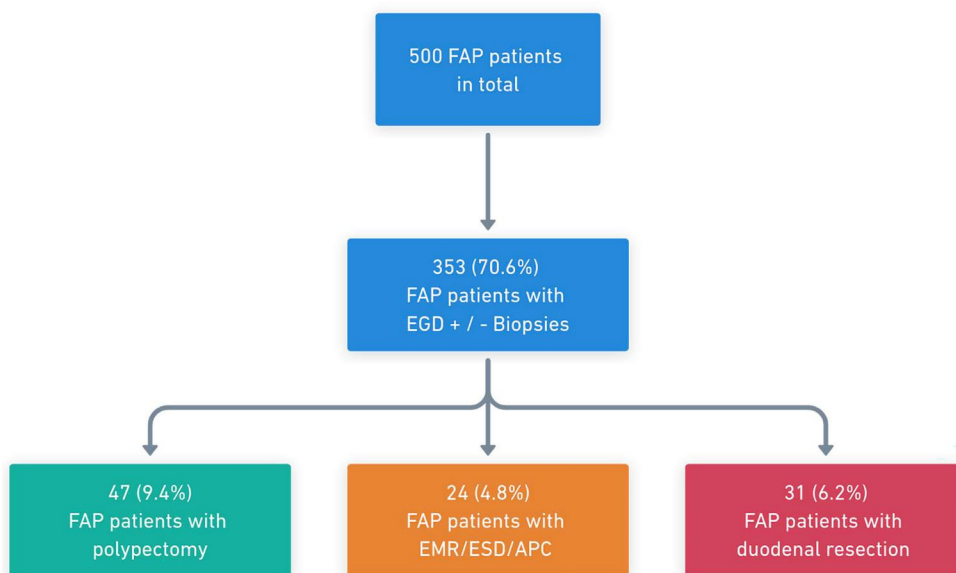 500 FAP patients
in total
353 (70.6%)
FAP patients with
EGD + / - Biopsies
47 (9.4%)
FAP patients with
polypectomy
24 (4.8%)
FAP patients with
EMR/ESD/APC
31 (6.2%)
FAP patients with
duodenal resection